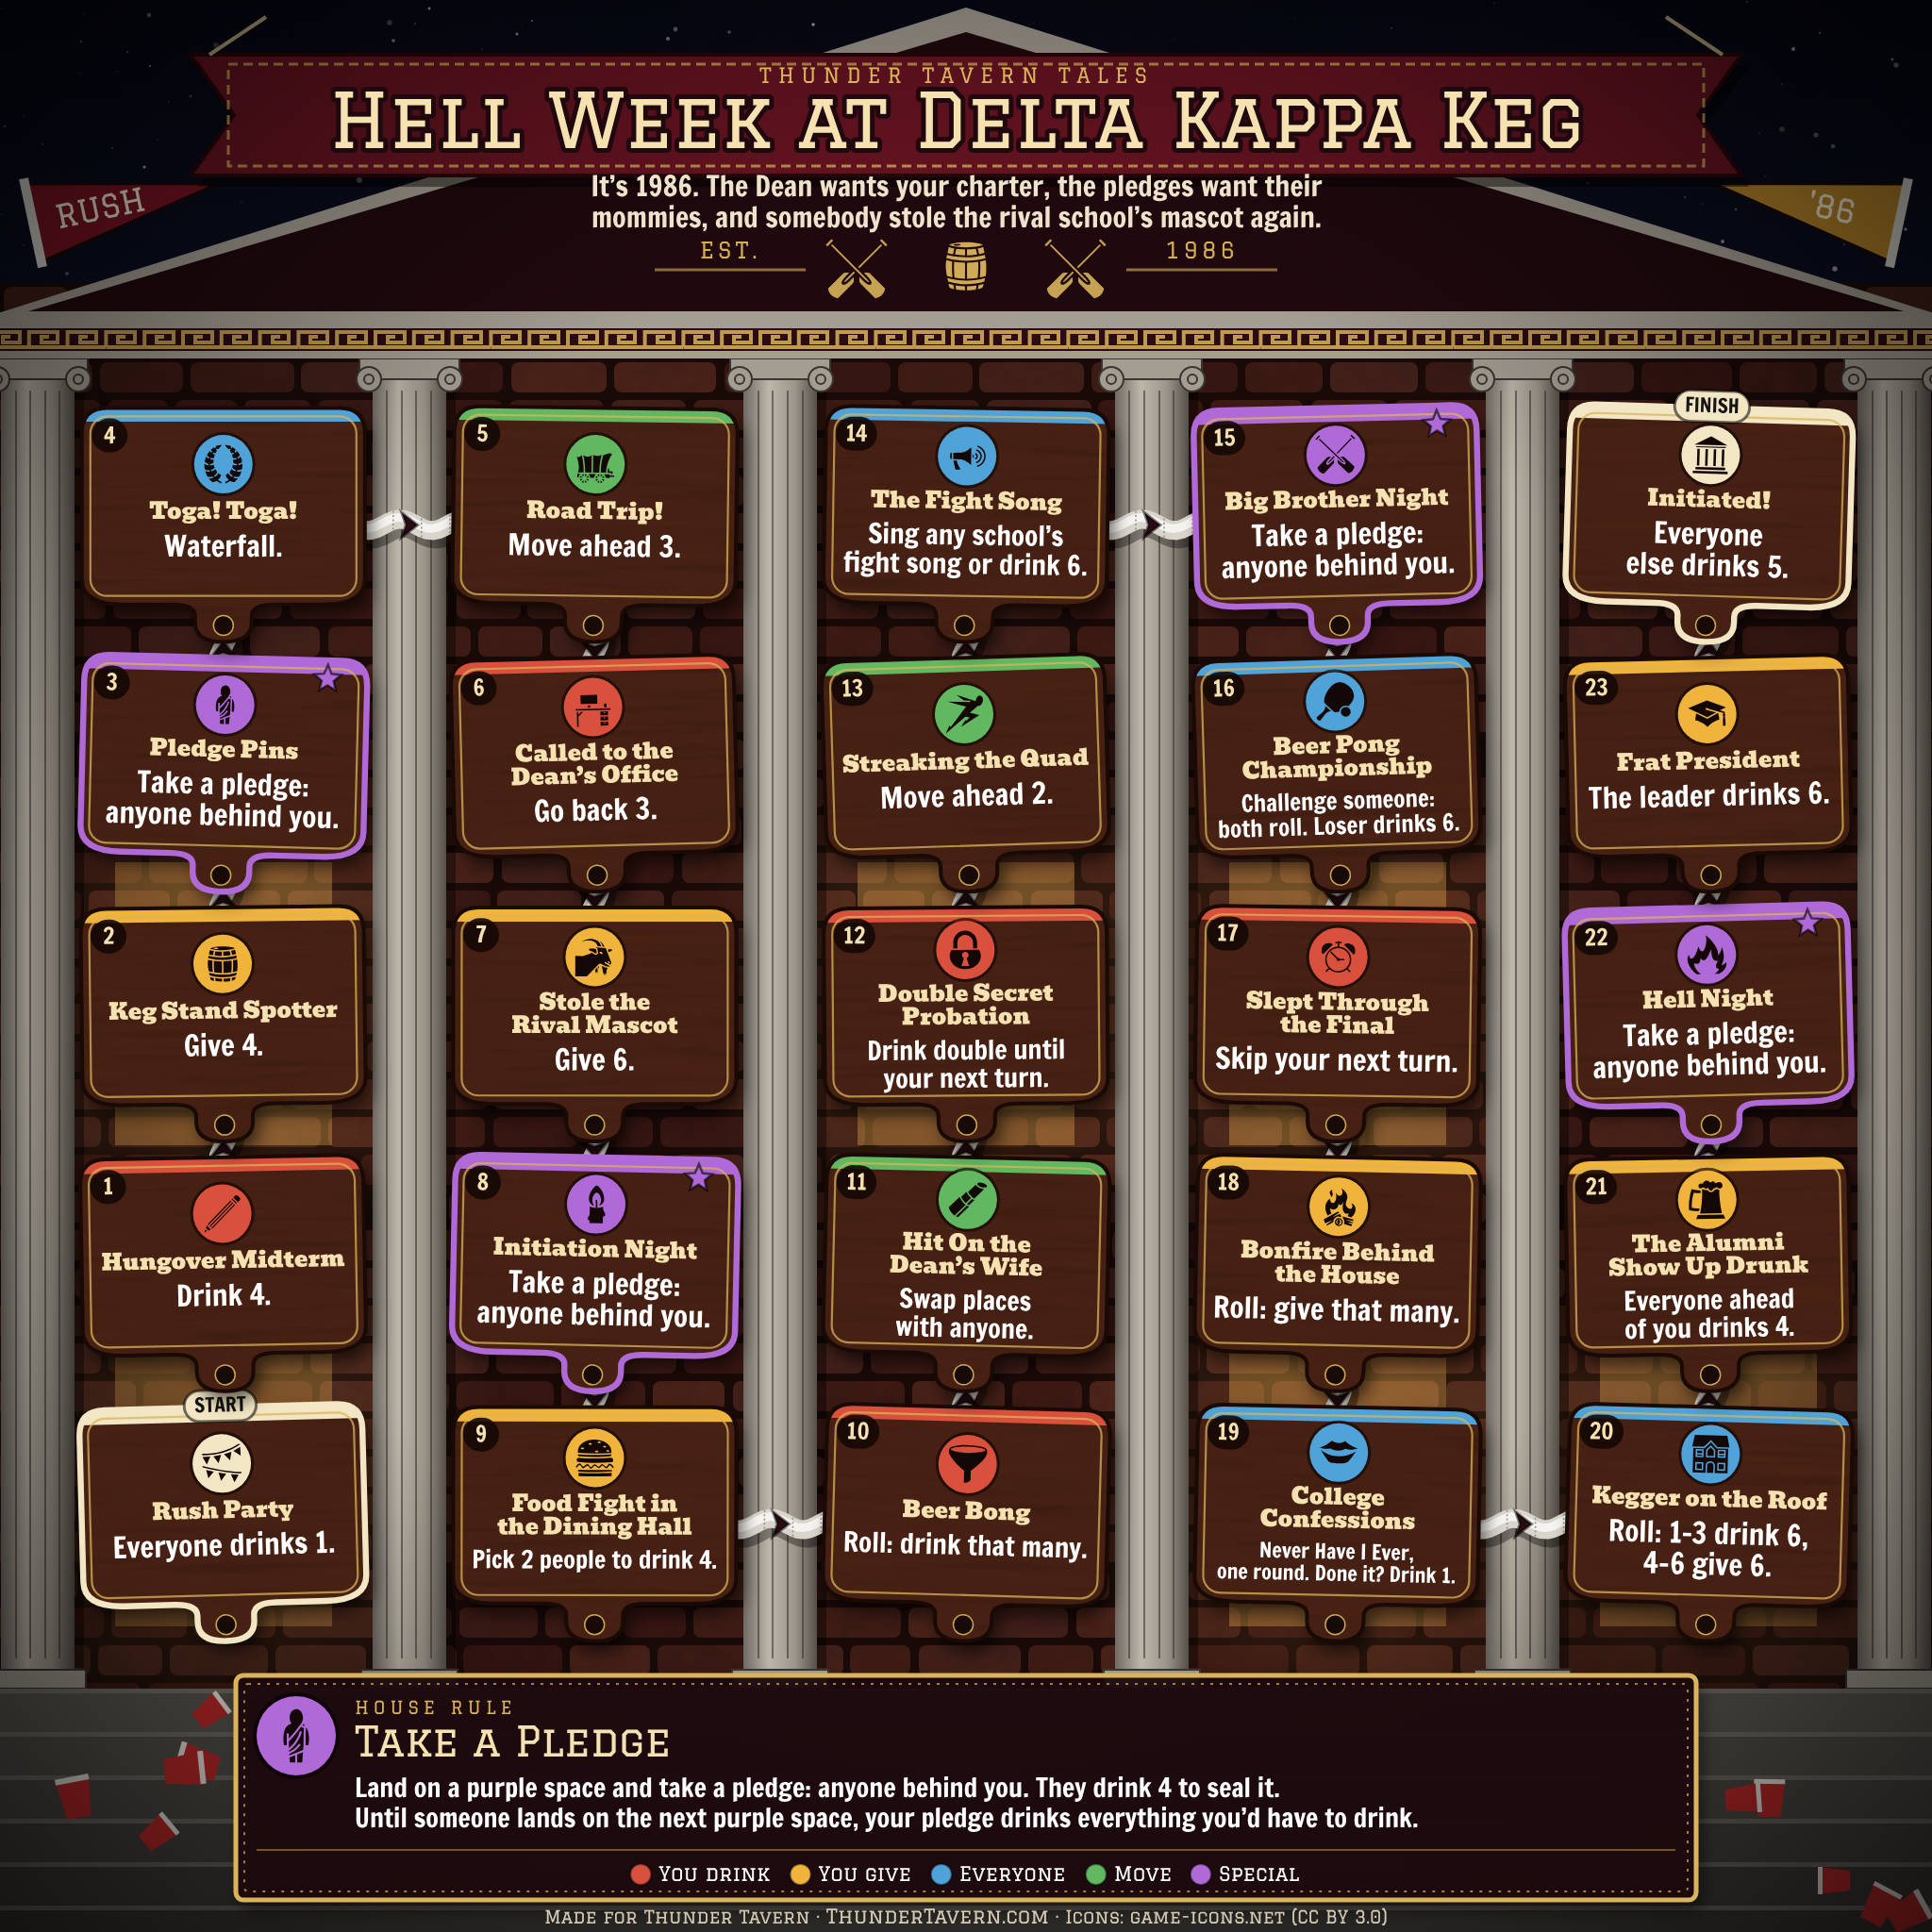 THUNDER TAVERN TALES
HELL WEEK AT DELTA KAPPA KEG
It's 1986. The Dean wants your charter, the pledges want their
mommies, and somebody stole the rival school's mascot again.
RUSH
'86
EST.
1986
4
Toga! Toga!
Waterfall.
5
Road Trip!
Move ahead 3.
14
The Fight Song
Sing any school's
fight song or drink 6.
15
Big Brother Night
Take a pledge:
anyone behind you.
FINISH
Initiated!
Everyone
else drinks 5.
3
Pledge Pins
Take a pledge:
anyone behind you.
6
Called to the
Dean's Office
Go back 3.
13
Streaking the Quad
Move ahead 2.
16
Beer Pong
Championship
Challenge someone:
both roll. Loser drinks 6.
23
Frat President
The leader drinks 6.
2
Keg Stand Spotter
Give 4.
7
Stole the
Rival Mascot
Give 6.
12
Double Secret
Probation
Drink double until
your next turn.
17
Slept Through
the Final
Skip your next turn.
22
Hell Night
Take a pledge:
anyone behind you.
1
Hungover Midterm
Drink 4.
8
Initiation Night
Take a pledge:
anyone behind you.
11
Hit On the
Dean's Wife
Swap places
with anyone.
18
Bonfire Behind
the House
Roll: give that many.
21
The Alumni
Show Up Drunk
Everyone ahead
of you drinks 4.
START
Rush Party
Everyone drinks 1.
9
Food Fight in
the Dining Hall
Pick 2 people to drink 4.
10
Beer Bong
Roll: drink that many.
19
College
Confessions
Never Have I Ever,
one round. Done it? Drink 1.
20
Kegger on the Roof
Roll: 1-3 drink 6,
4-6 give 6.
HOUSE RULE
TAKE A PLEDGE
Land on a purple space and take a pledge: anyone behind you. They drink 4 to seal it.
Until someone lands on the next purple space, your pledge drinks everything you'd have to drink.
YOU DRINK YOU GIVE EVERYONE MOVE SPECIAL
MADE FOR THUNDER TAVERN · THUNDERTAVERN.COM · ICONS: GAME-ICONS.NET (CC BY 3.0)